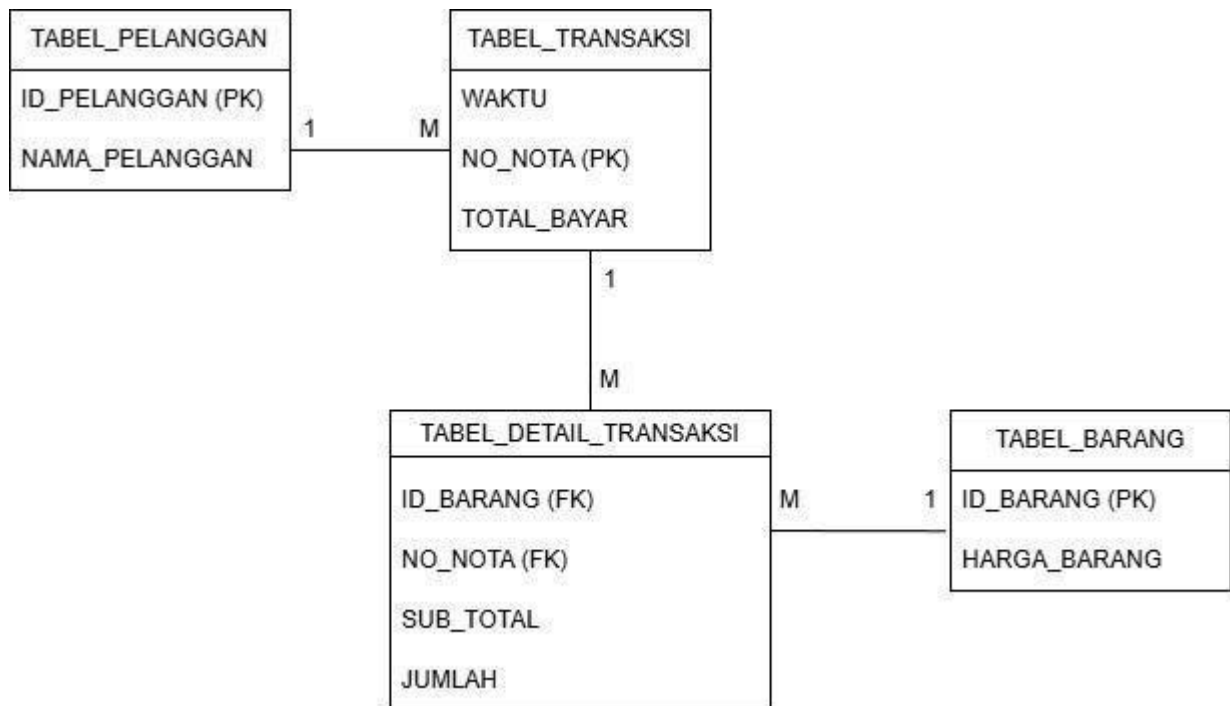 TABEL_PELANGGAN
ID_PELANGGAN (PK)
NAMA_PELANGGAN
1
M
TABEL_TRANSAKSI
WAKTU
NO_NOTA (PK)
TOTAL_BAYAR
1
M
TABEL_DETAIL_TRANSAKSI
ID_BARANG (FK)
NO_NOTA (FK)
SUB_TOTAL
JUMLAH
M
1
TABEL_BARANG
ID_BARANG (PK)
HARGA_BARANG